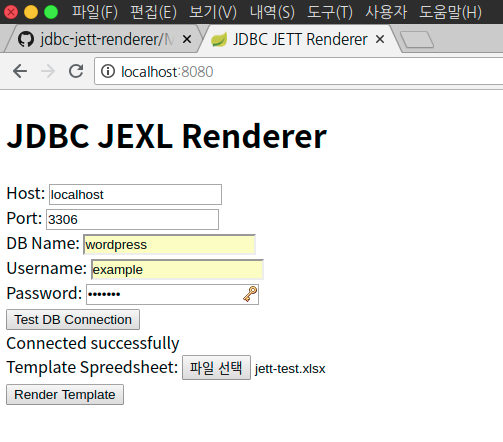 파일(F) 편집(E) 보기(V) 내역(S) 도구(T) 사용자 도움말(H)
jdbc-jett-renderer/ JDBC JETT Renderer
localhost:8080
JDBC JEXL Renderer
Host: localhost
Port: 3306
DB Name: wordpress
Username: example
Password: •••••••
Test DB Connection
Connected successfully
Template Spreedsheet: 파일 선택 jett-test.xlsx
Render Template